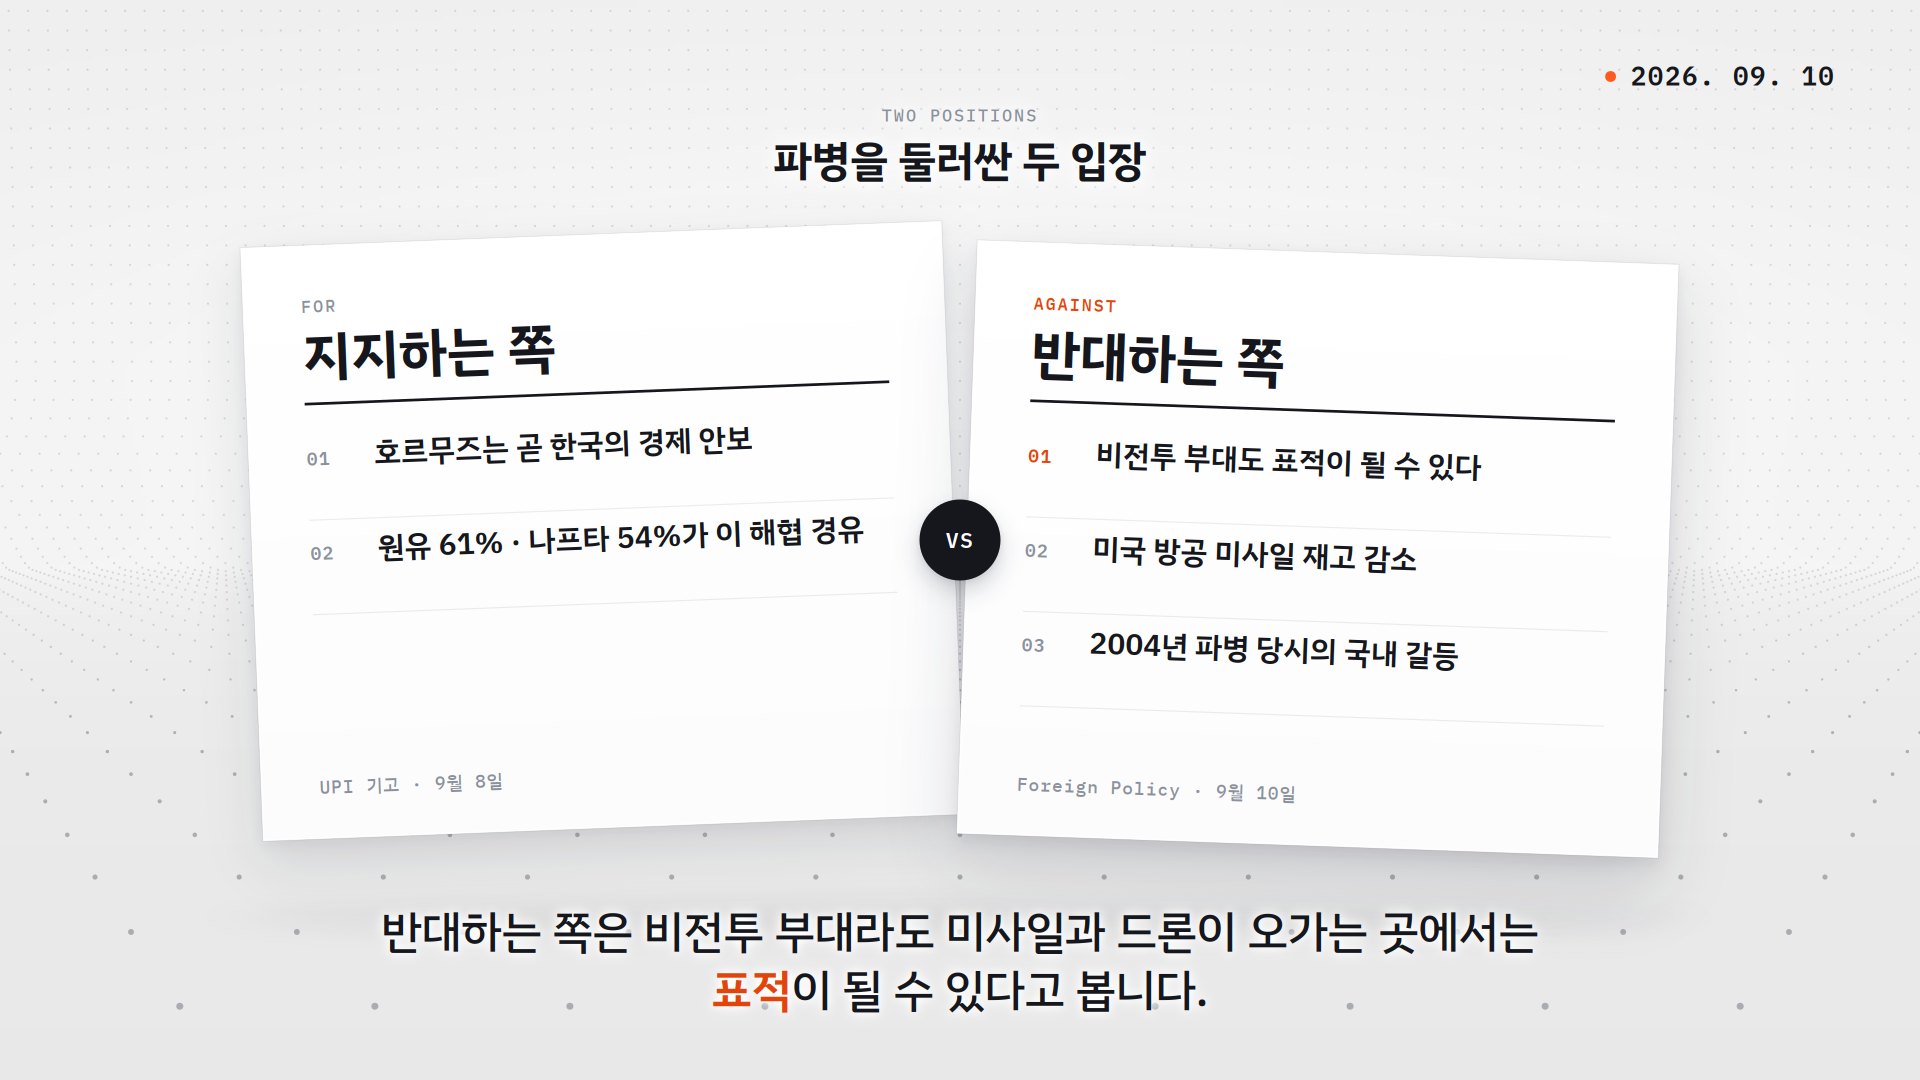 2026. 09. 10
TWO POSITIONS
파병을 둘러싼 두 입장
FOR
지지하는 쪽
01 호르무즈는 곧 한국의 경제 안보
02 원유 61% · 나프타 54%가 이 해협 경유
UPI 기고 · 9월 8일
VS
AGAINST
반대하는 쪽
01 비전투 부대도 표적이 될 수 있다
02 미국 방공 미사일 재고 감소
03 2004년 파병 당시의 국내 갈등
Foreign Policy · 9월 10일
반대하는 쪽은 비전투 부대라도 미사일과 드론이 오가는 곳에서는
표적이 될 수 있다고 봅니다.